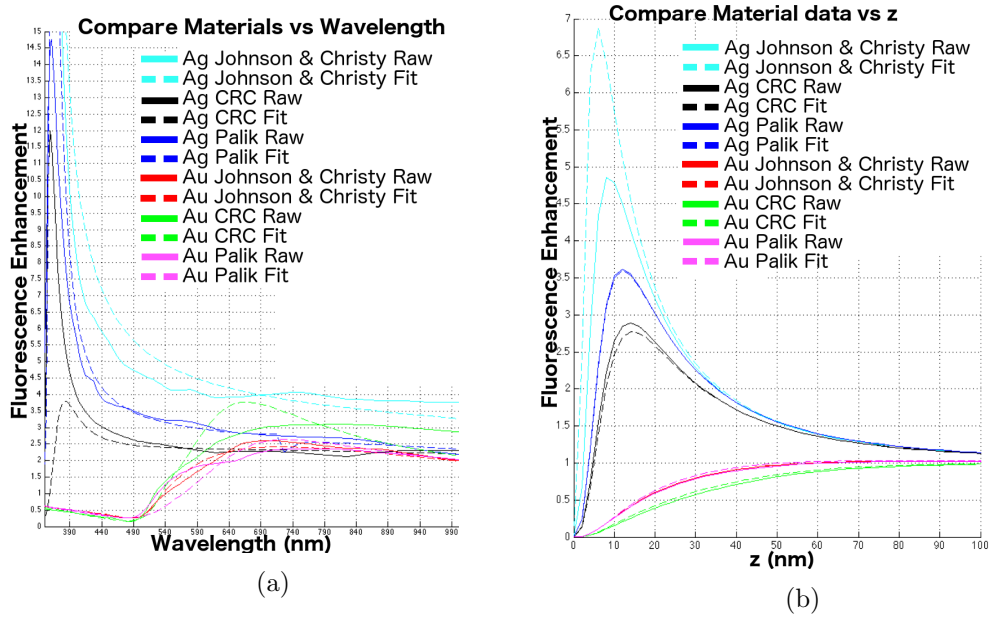 Compare Materials vs Wavelength
Ag Johnson & Christy Raw
Ag Johnson & Christy Fit
Ag CRC Raw
Ag CRC Fit
Ag Palik Raw
Ag Palik Fit
Au Johnson & Christy Raw
Au Johnson & Christy Fit
Au CRC Raw
Au CRC Fit
Au Palik Raw
Au Palik Fit
Fluorescence Enhancement
15
14.5
14
13.5
13
12.5
12
11.5
11
10.5
10
9.5
9
8.5
8
7.5
7
6.5
6
5.5
5
4.5
4
3.5
3
2.5
2
1.5
1
0.5
0
390 440 490 540 590 640 690 740 790 840 890 940 990
Wavelength (nm)
(a)
Compare Material data vs z
Ag Johnson & Christy Raw
Ag Jonnson & Christy Fit
Ag CRC Raw
Ag CRC Fit
Ag Palik Raw
Ag Palik Fit
Au Johnson & Christy Raw
Au Johnson & Christy Fit
Au CRC Raw
Au CRC Fit
Au Palik Raw
Au Palik Fit
Fluorescence Enhancement
7
6.5
6
5.5
5
4.5
4
3.5
3
2.5
2
1.5
1
0.5
0
0 10 20 30 40 50 60 70 80 90 100
z (nm)
(b)